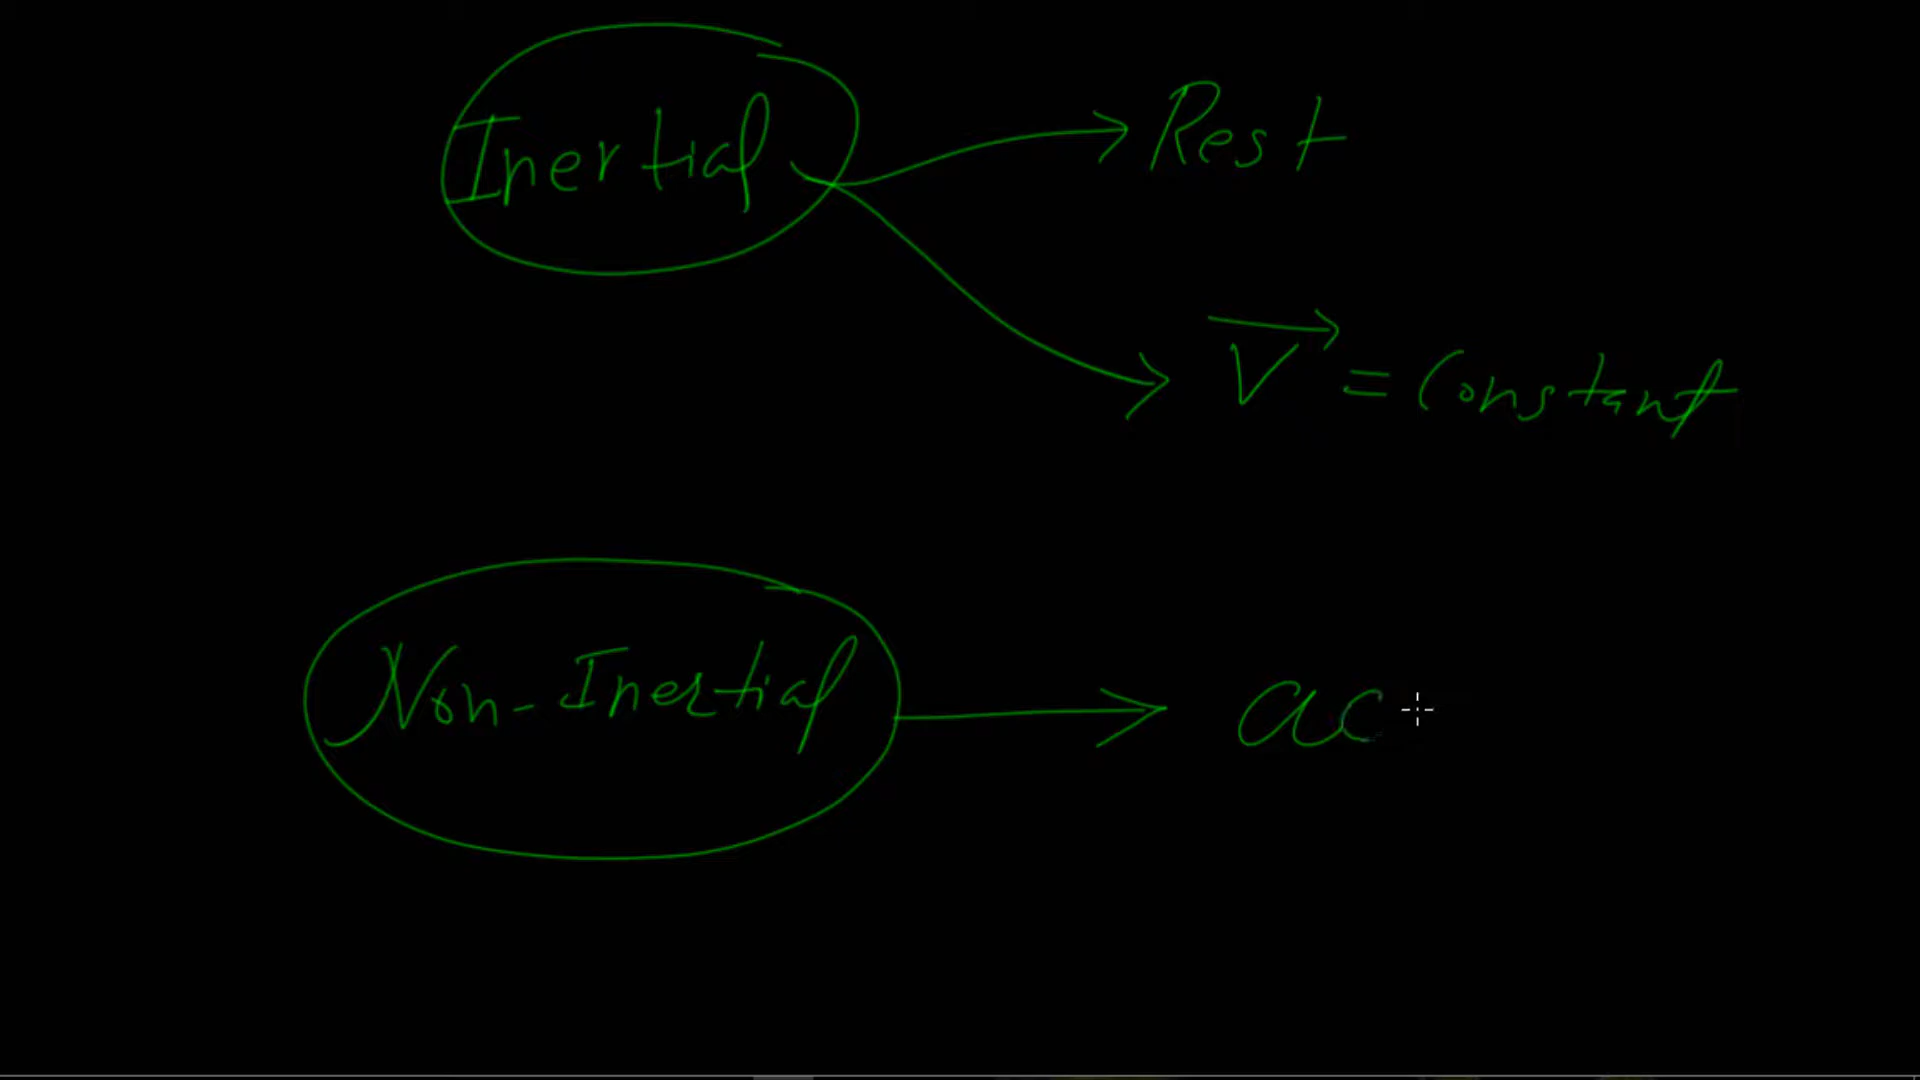 Inertial
Rest
V = Constant
Non-Inertial
ac